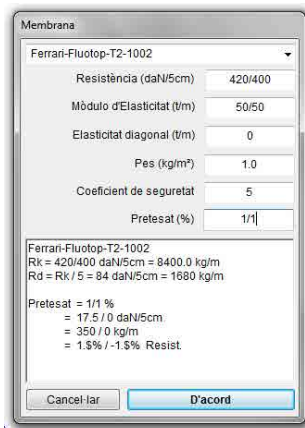 Membrana
Ferrari-Fluotop-T2-1002
Resistència (daN/5cm) 420/400
Mòdulo d'Elasticitat (t/m) 50/50
Elasticitat diagonal (t/m) 0
Pes (kg/m²) 1.0
Coeficient de seguretat 5
Pretesat (%) 1/1
Ferrari-Fluotop-T2-1002
Rk = 420/400 daN/5cm = 8400.0 kg/m
Rd = Rk / 5 = 84 daN/5cm = 1680 kg/m
Pretesat = 1/1 %
= 17.5 / 0 daN/5cm
= 350 / 0 kg/m
= 1.$% / -1.$% Resist.
Cancel·lar D'acord